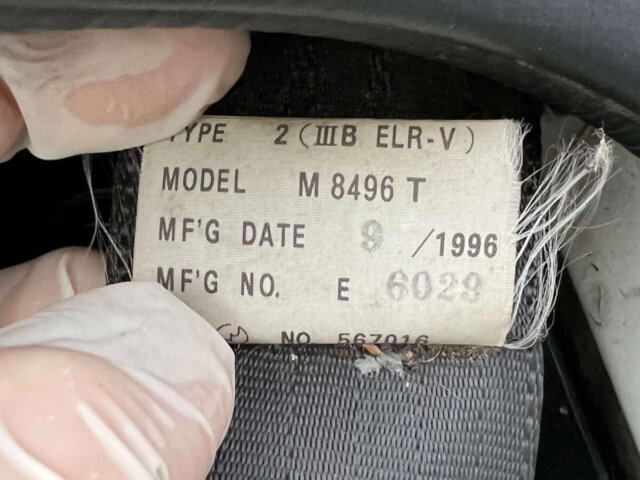 TYPE 2 (IIIB ELR-V)
MODEL M 8496 T
MF'G DATE 9 /1996
MF'G NO. E 6029
NO. 567016